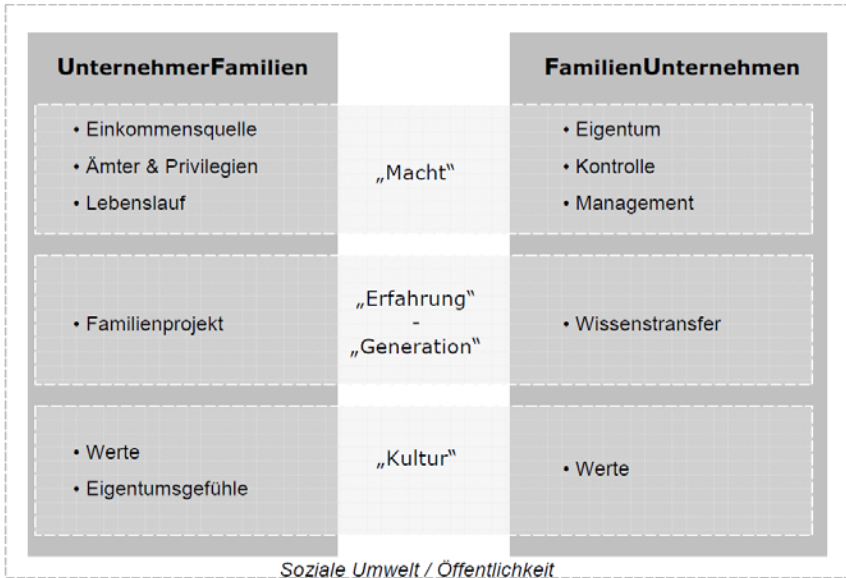 UnternehmerFamilien
• Einkommensquelle
• Ämter & Privilegien
• Lebenslauf
• Familienprojekt
• Werte
• Eigentumsgefühle
„Macht“
„Erfahrung“
-
„Generation“
„Kultur“
FamilienUnternehmen
• Eigentum
• Kontrolle
• Management
• Wissenstransfer
• Werte
Soziale Umwelt / Öffentlichkeit